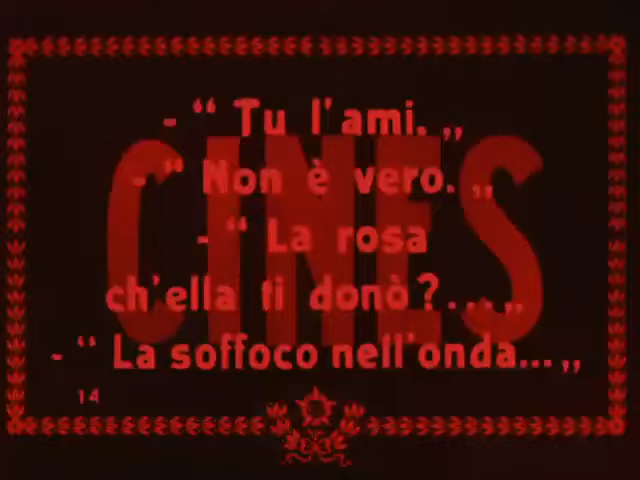 - “ Tu l'ami. „
- “ Non è vero. „
- “ La rosa
ch'ella ti donò?... „
- “ La soffoco nell'onda... „
CINES
14